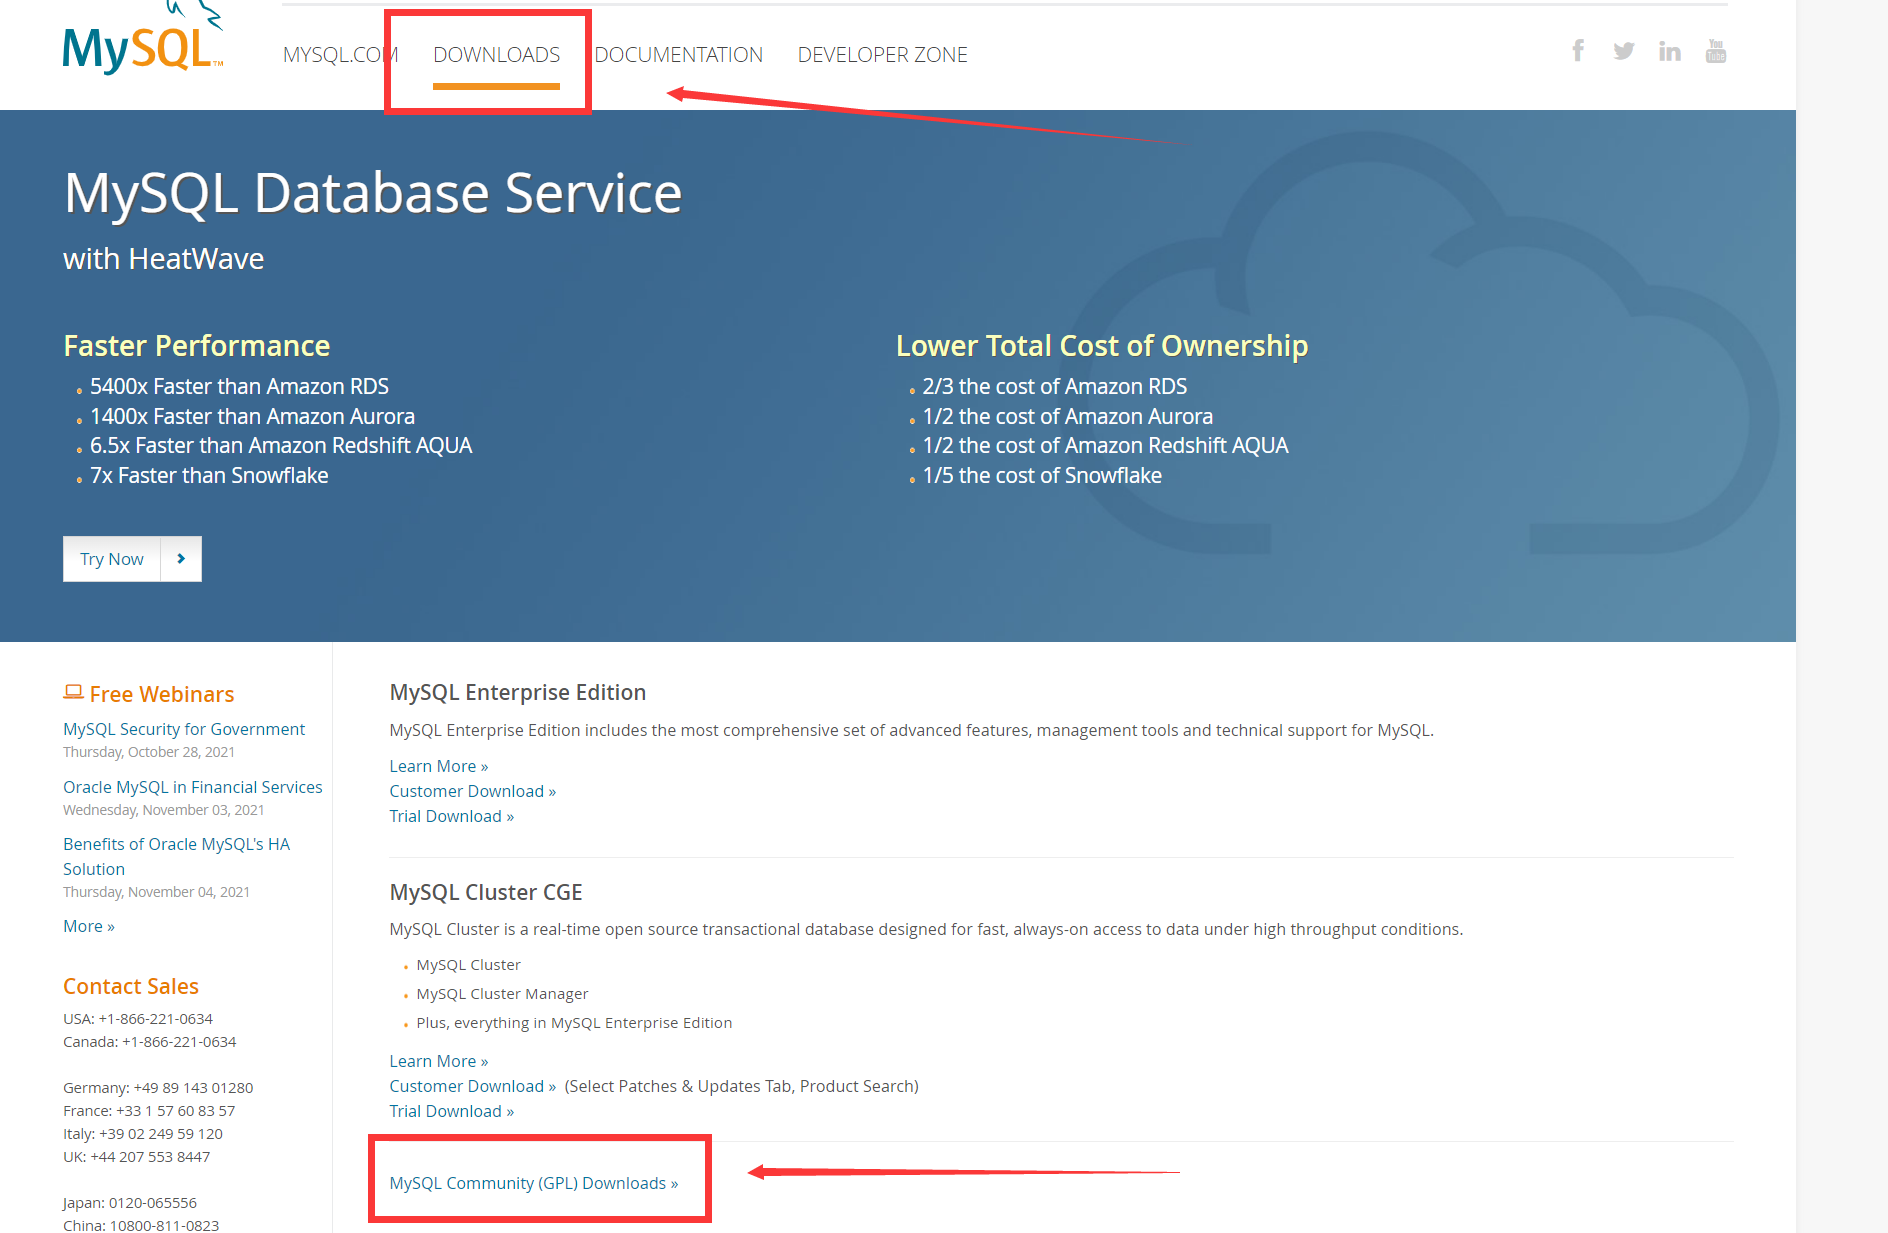 MySQL™
MYSQL.COM DOWNLOADS DOCUMENTATION DEVELOPER ZONE
You
Tube
MySQL Database Service
with HeatWave
Faster Performance
5400x Faster than Amazon RDS
1400x Faster than Amazon Aurora
6.5x Faster than Amazon Redshift AQUA
7x Faster than Snowflake
Lower Total Cost of Ownership
2/3 the cost of Amazon RDS
1/2 the cost of Amazon Aurora
1/2 the cost of Amazon Redshift AQUA
1/5 the cost of Snowflake
Try Now
Free Webinars
MySQL Security for Government
Thursday, October 28, 2021
Oracle MySQL in Financial Services
Wednesday, November 03, 2021
Benefits of Oracle MySQL's HA
Solution
Thursday, November 04, 2021
More »
Contact Sales
USA: +1-866-221-0634
Canada: +1-866-221-0634
Germany: +49 89 143 01280
France: +33 1 57 60 83 57
Italy: +39 02 249 59 120
UK: +44 207 553 8447
Japan: 0120-065556
China: 10800-811-0823
MySQL Enterprise Edition
MySQL Enterprise Edition includes the most comprehensive set of advanced features, management tools and technical support for MySQL.
Learn More »
Customer Download »
Trial Download »
MySQL Cluster CGE
MySQL Cluster is a real-time open source transactional database designed for fast, always-on access to data under high throughput conditions.
MySQL Cluster
MySQL Cluster Manager
Plus, everything in MySQL Enterprise Edition
Learn More »
Customer Download » (Select Patches & Updates Tab, Product Search)
Trial Download »
MySQL Community (GPL) Downloads »